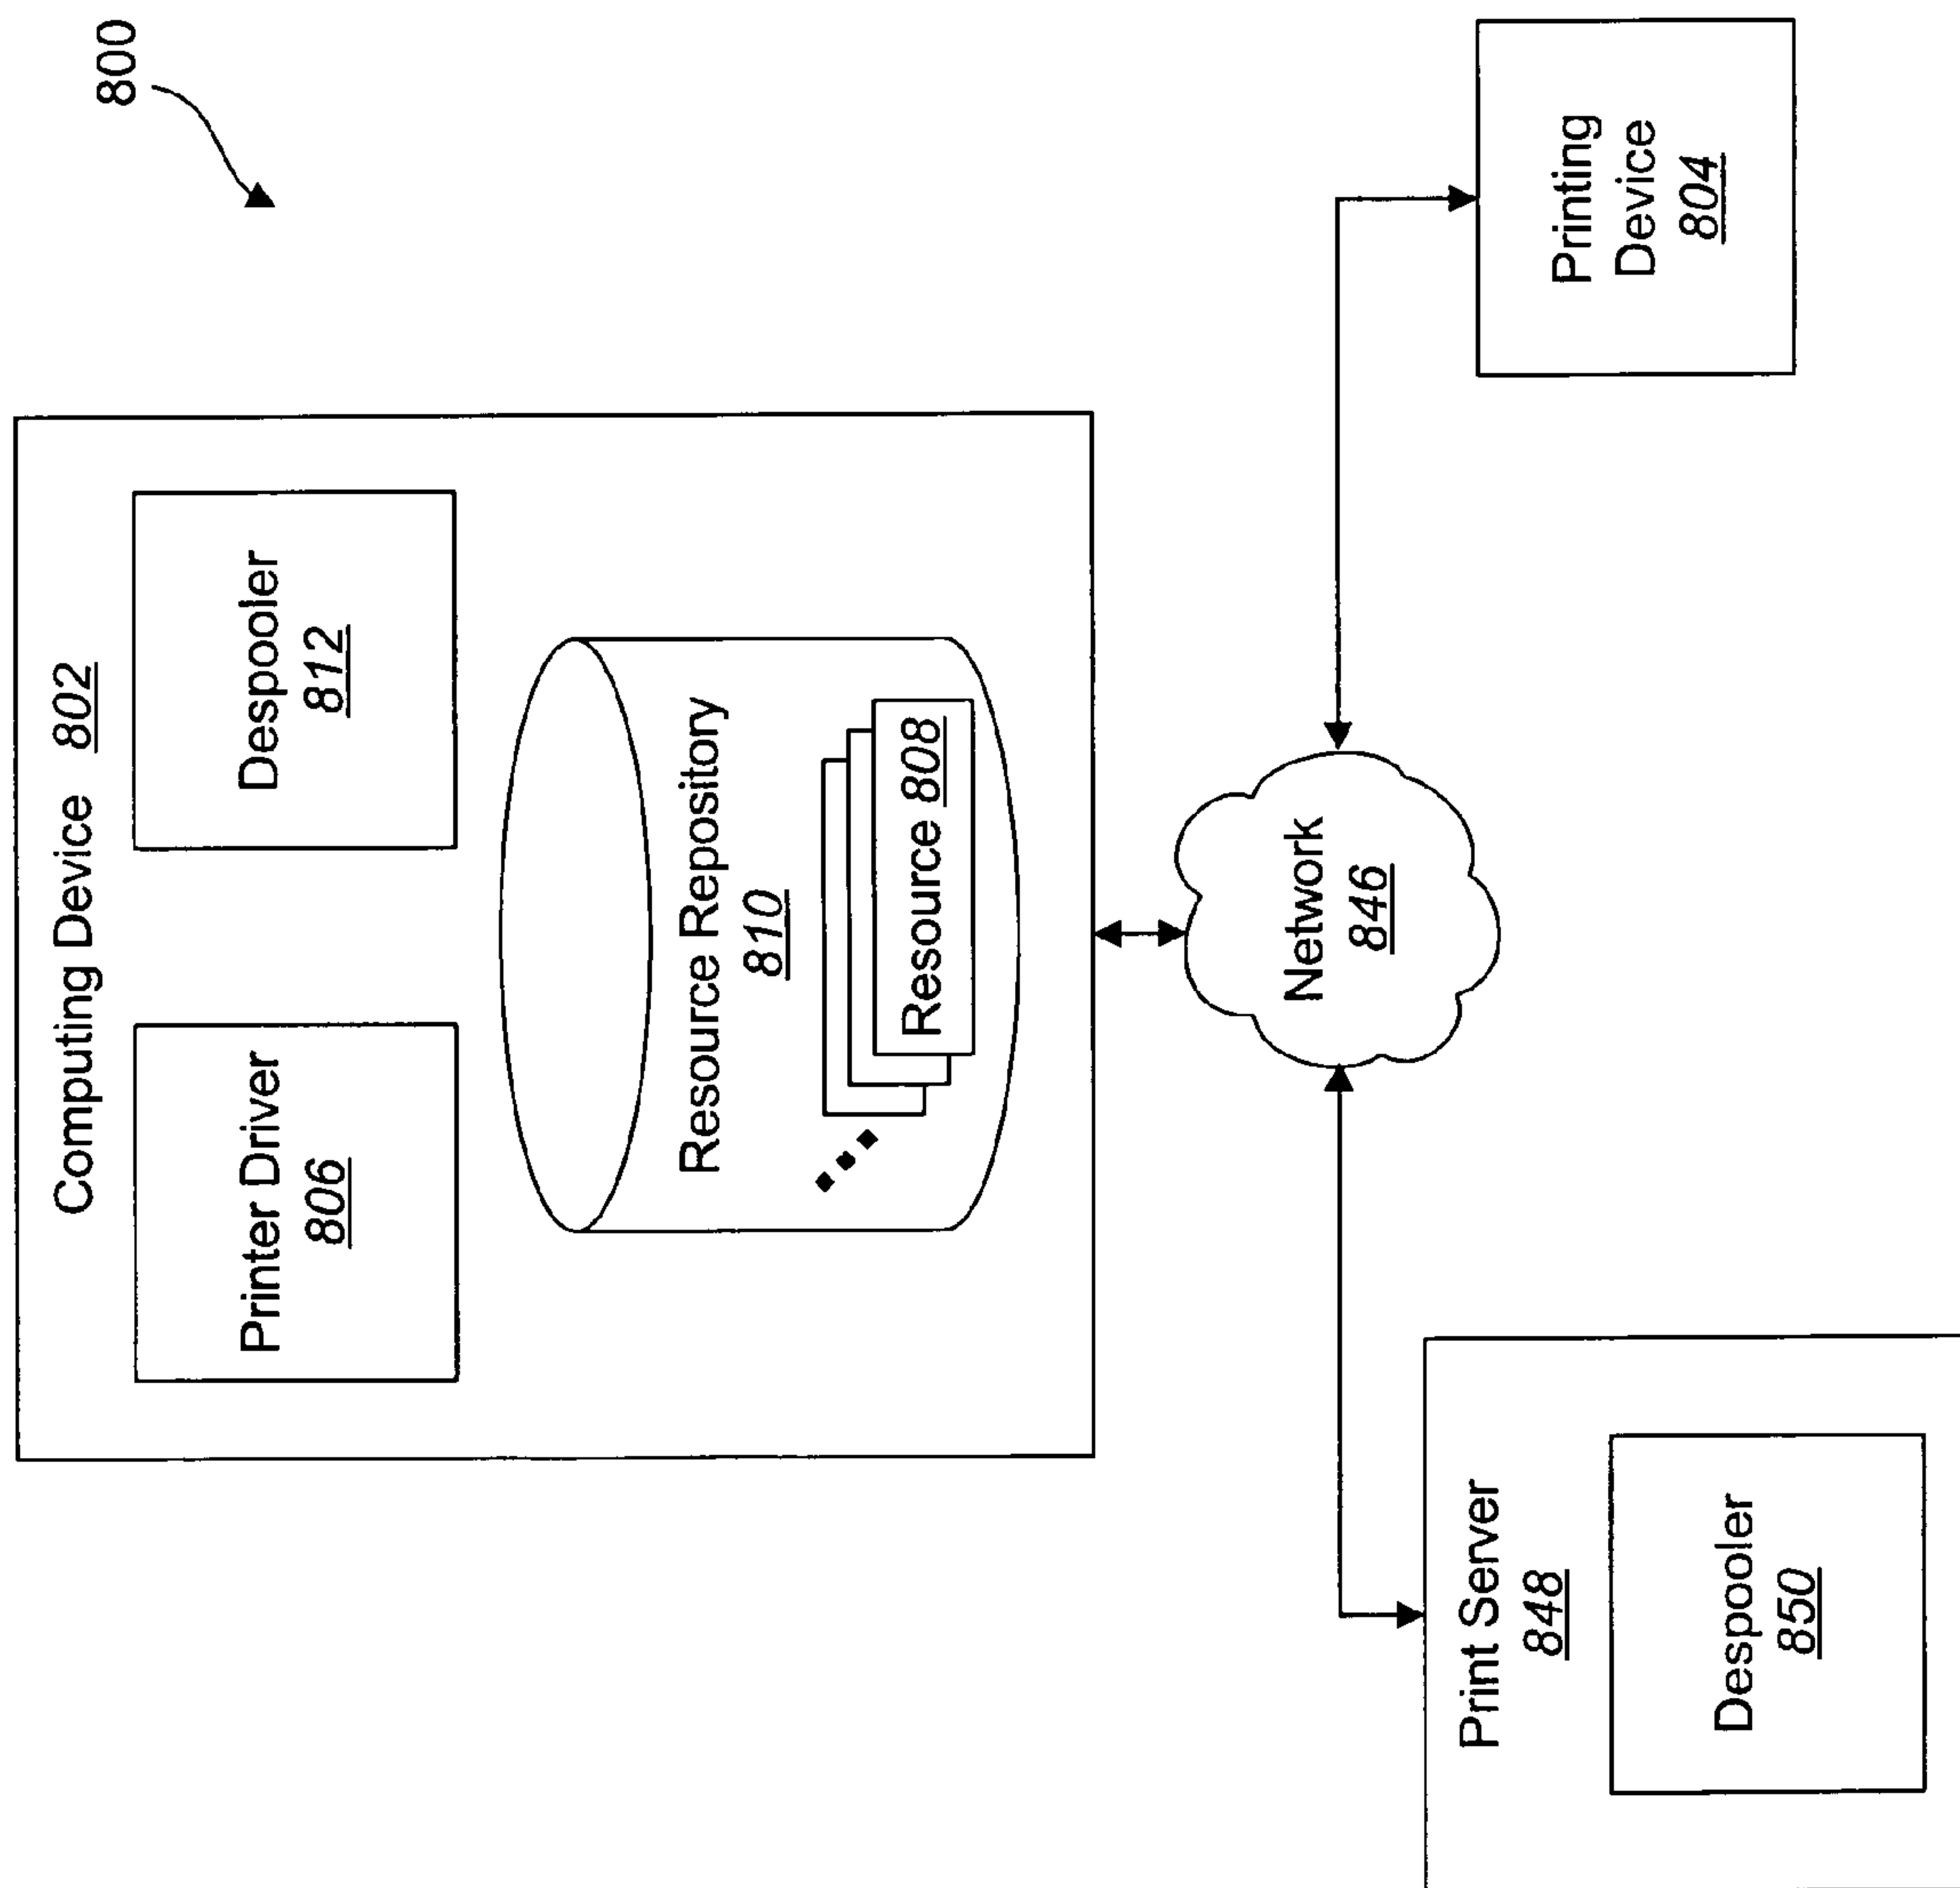 800
Computing Device 802
Printer Driver
806
Despooler
812
Resource Repository
810
Resource 808
Network
846
Print Server
848
Despooler
850
Printing
Device
804